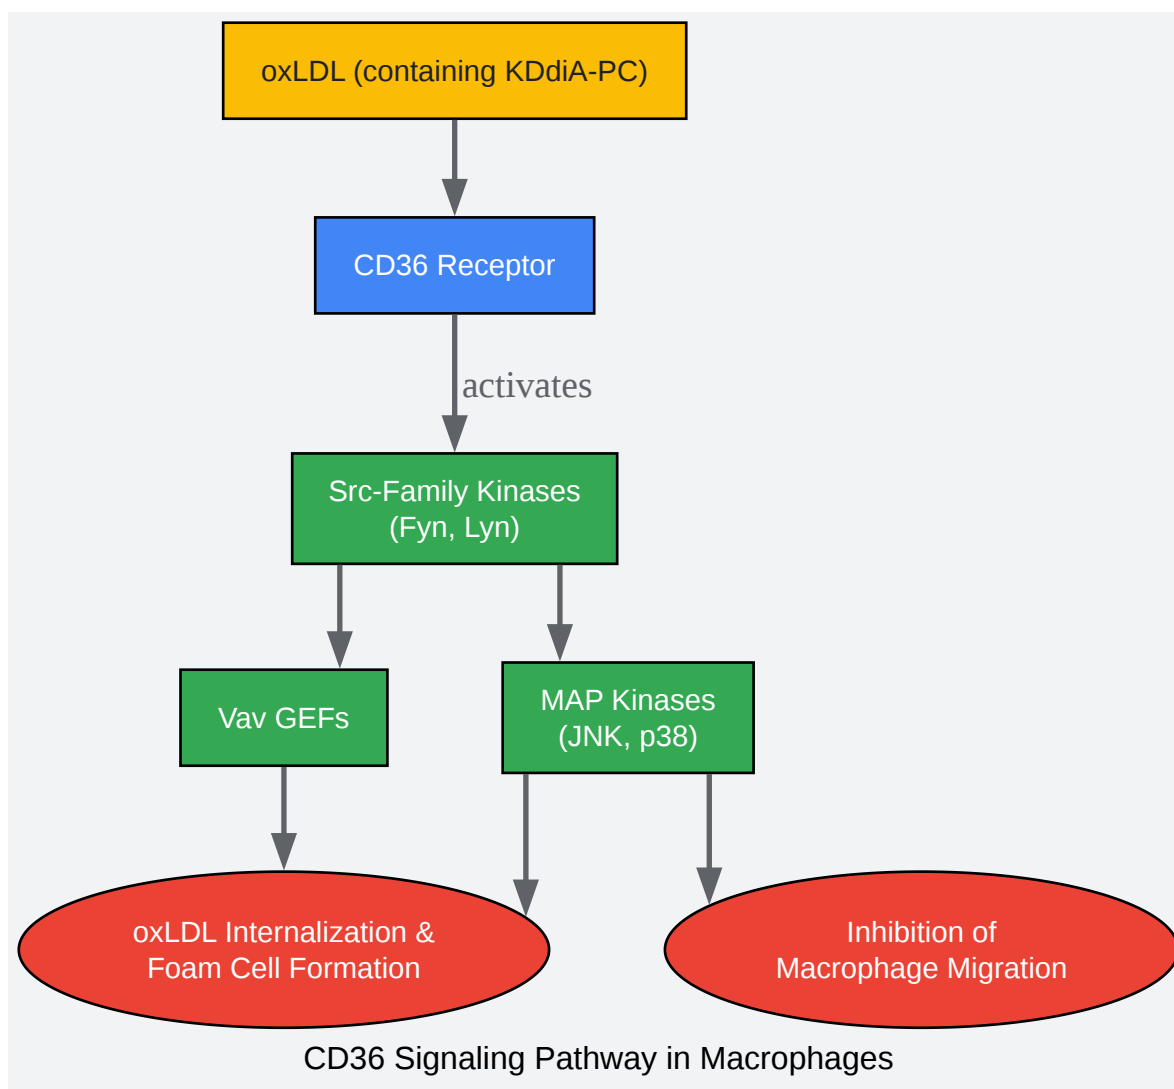 oxLDL (containing KDdiA-PC)
CD36 Receptor
activates
Src-Family Kinases
(Fyn, Lyn)
Vav GEFs
MAP Kinases
(JNK, p38)
oxLDL Internalization &
Foam Cell Formation
Inhibition of
Macrophage Migration
CD36 Signaling Pathway in Macrophages